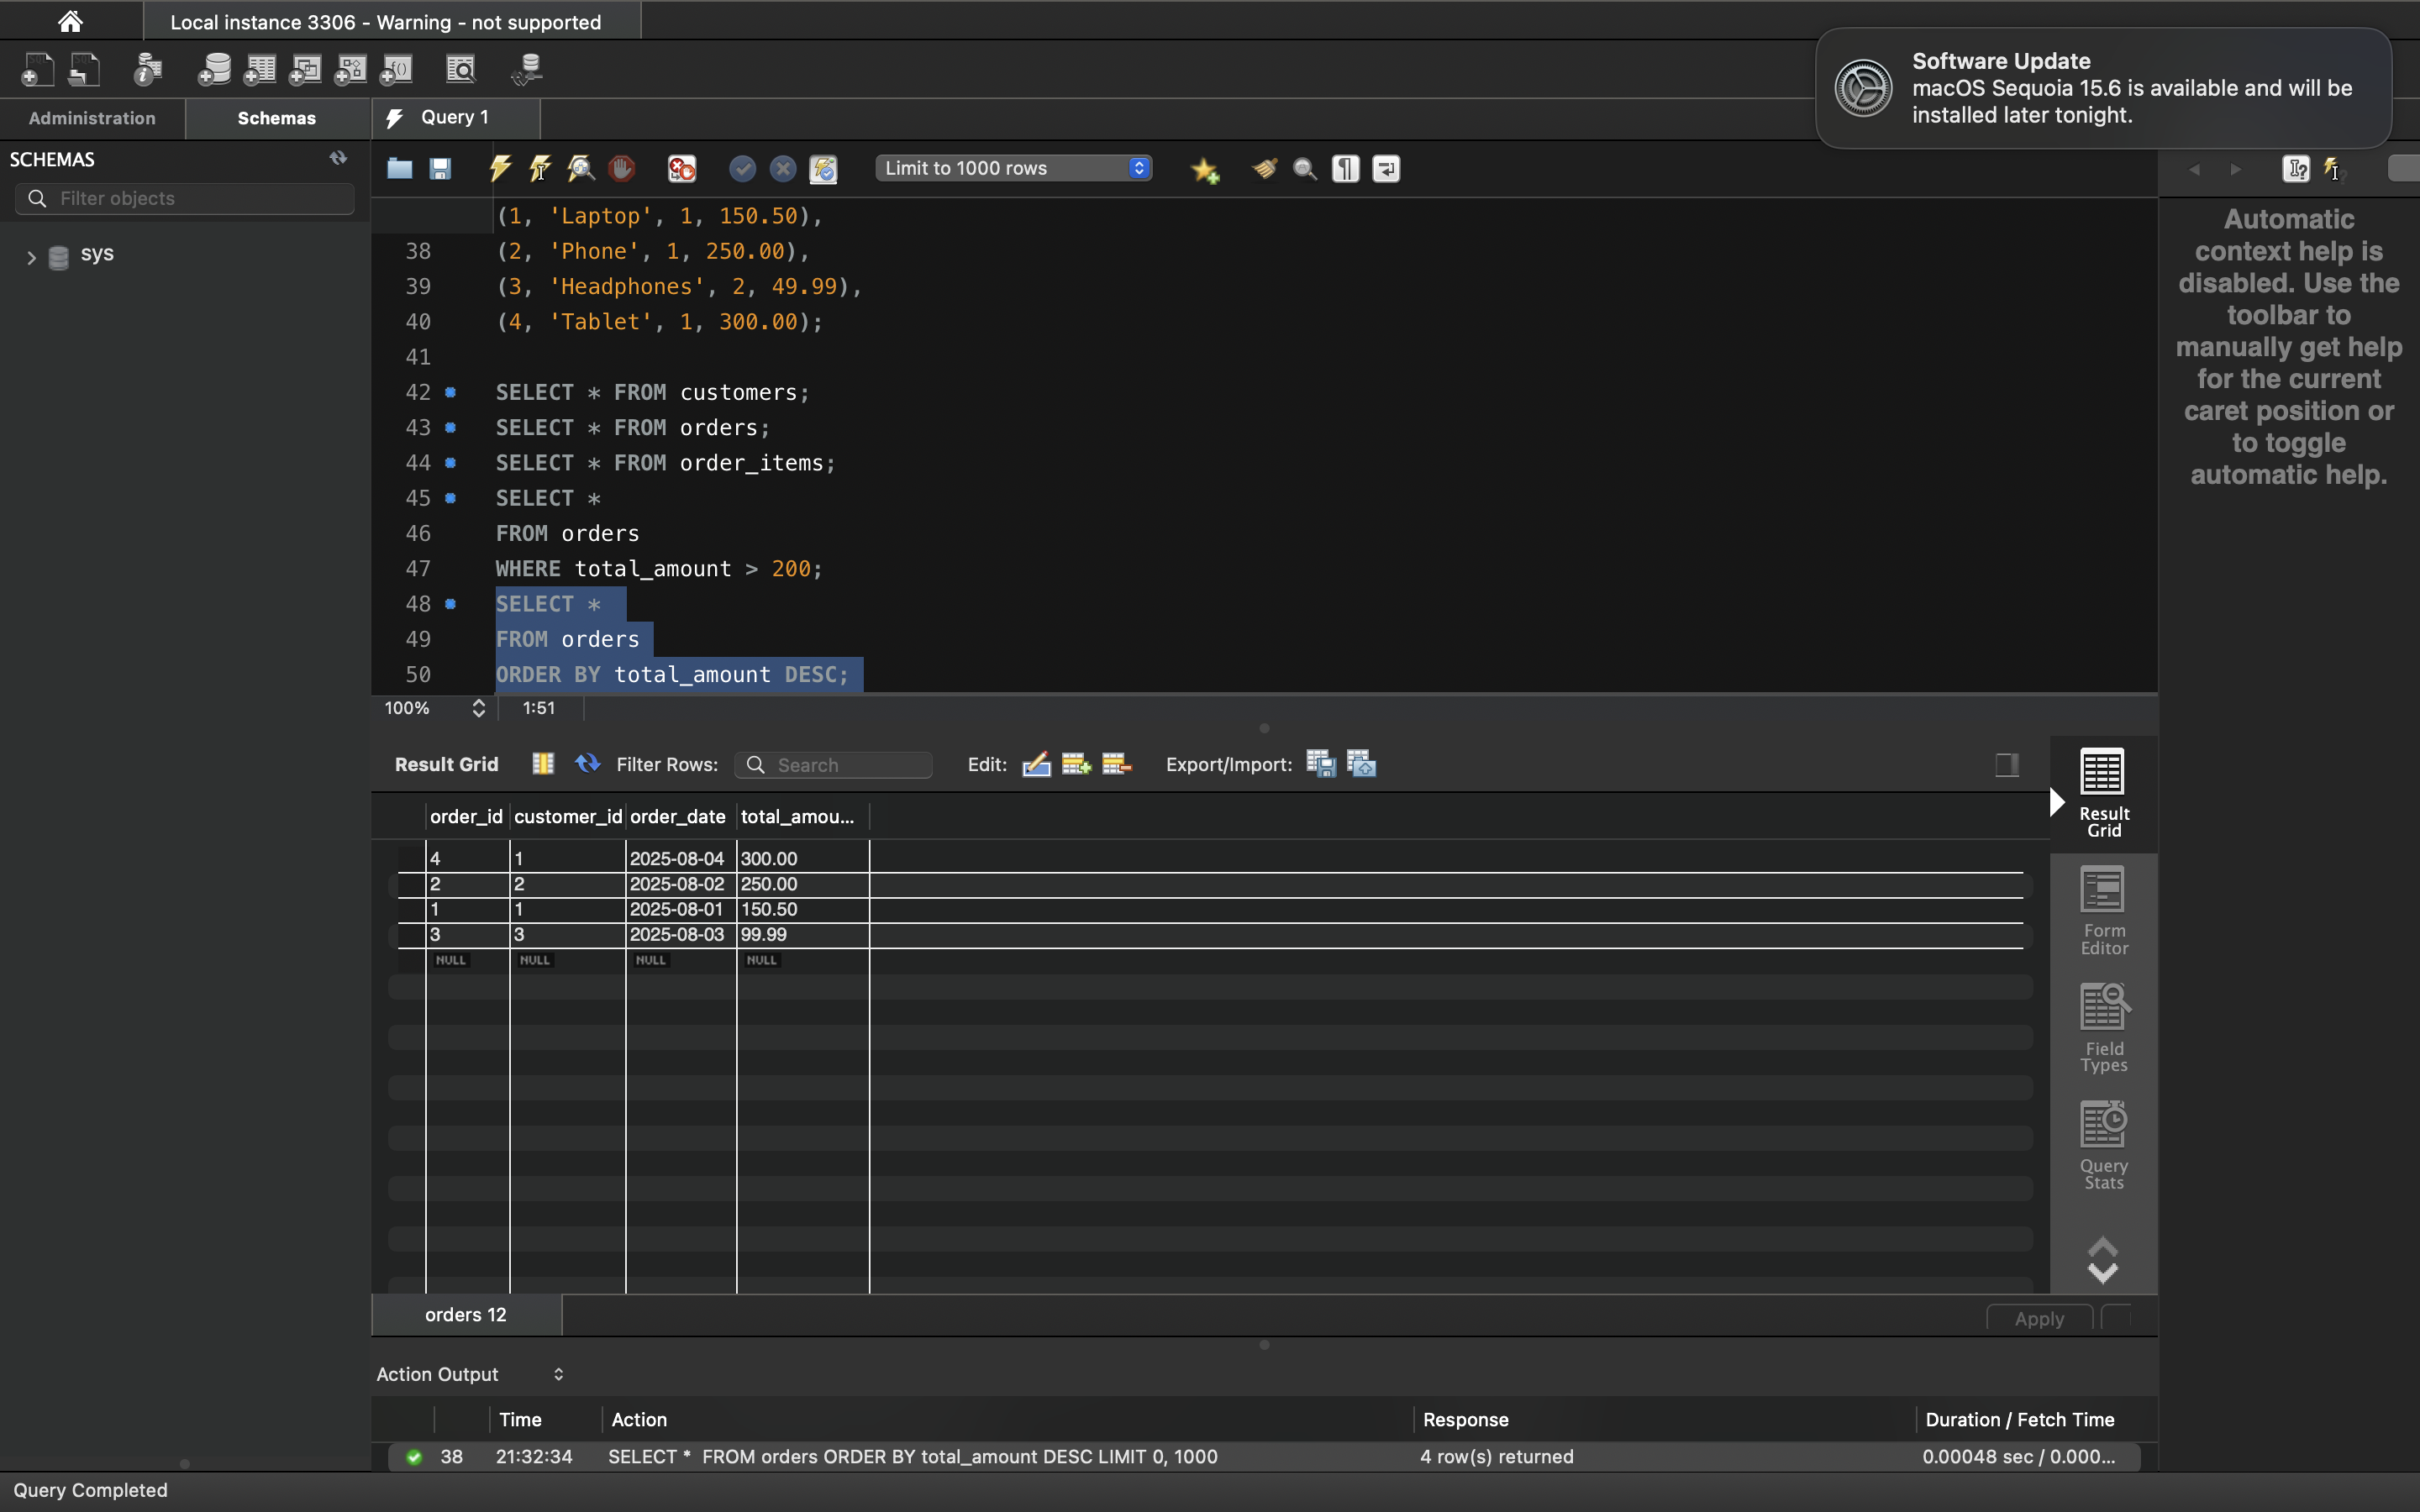 Local instance 3306 - Warning - not supported
Software Update
macOS Sequoia 15.6 is available and will be
installed later tonight.
Administration
Schemas
Query 1
SCHEMAS
Filter objects
sys
Limit to 1000 rows
(1, 'Laptop', 1, 150.50),
38 (2, 'Phone', 1, 250.00),
39 (3, 'Headphones', 2, 49.99),
40 (4, 'Tablet', 1, 300.00);
41
42 SELECT * FROM customers;
43 SELECT * FROM orders;
44 SELECT * FROM order_items;
45 SELECT *
46 FROM orders
47 WHERE total_amount > 200;
48 SELECT *
49 FROM orders
50 ORDER BY total_amount DESC;
Automatic
context help is
disabled. Use the
toolbar to
manually get help
for the current
caret position or
to toggle
automatic help.
100% 1:51
Result Grid Filter Rows: Search Edit: Export/Import:
order_id customer_id order_date total_amou...
4 1 2025-08-04 300.00
2 2 2025-08-02 250.00
1 1 2025-08-01 150.50
3 3 2025-08-03 99.99
NULL NULL NULL NULL
Result
Grid
Form
Editor
Field
Types
Query
Stats
orders 12
Apply
Action Output
Time Action Response Duration / Fetch Time
38 21:32:34 SELECT * FROM orders ORDER BY total_amount DESC LIMIT 0, 1000 4 row(s) returned 0.00048 sec / 0.000...
Query Completed